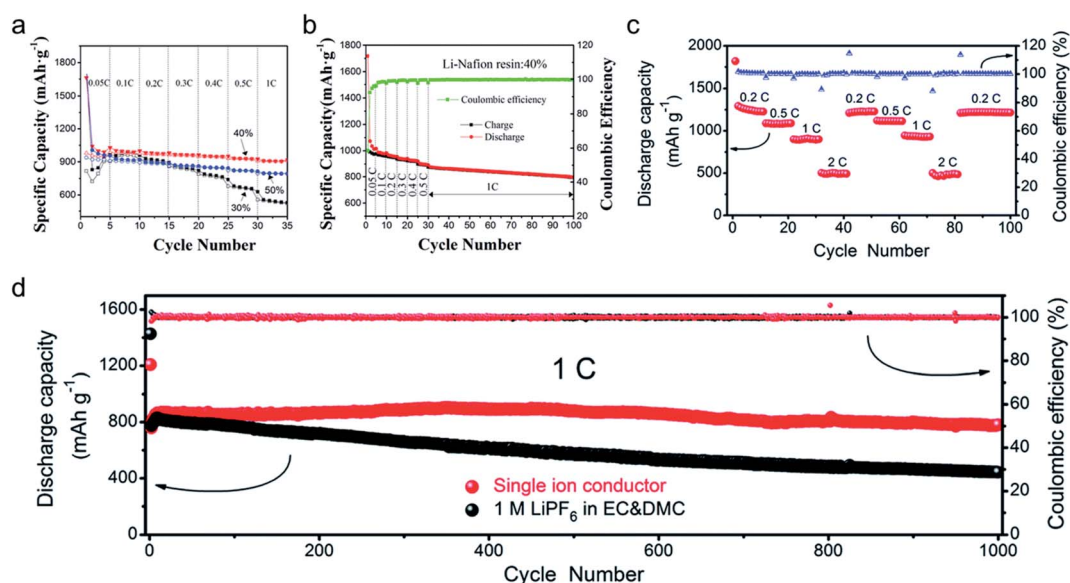 a
Specific Capacity (mAh·g⁻¹)
1800
1500
1200
900
600
0.05C
0.1C
0.2C
0.3C
0.4C
0.5C
1C
40%
50%
30%
0 5 10 15 20 25 30 35
Cycle Number
b
Specific Capacity(mAh·g⁻¹)
1800
1600
1400
1200
1000
800
600
Li-Nafion resin:40%
Coulombic efficiency
Charge
Discharge
0.05 C
0.1C
0.2 C
0.3 C
0.4 C
0.5 C
1C
0 10 20 30 40 50 60 70 80 90 100
Cycle Number
120
110
100
90
80
70
60
50
40
30
20
Coulombic Efficiency
c
Discharge capacity
(mAh g⁻¹)
2000
1500
1000
500
0
0.2 C
0.5 C
1 C
2 C
0.2 C
0.5 C
1 C
2 C
0.2 C
0 20 40 60 80 100
Cycle Number
120
100
80
60
40
20
0
Coulombic efficiency (%)
d
Discharge capacity
(mAh g⁻¹)
1600
1200
800
400
0
1 C
Single ion conductor
1 M LiPF₆ in EC&DMC
0 200 400 600 800 1000
Cycle Number
100
80
60
40
20
0
Coulombic efficiency (%)